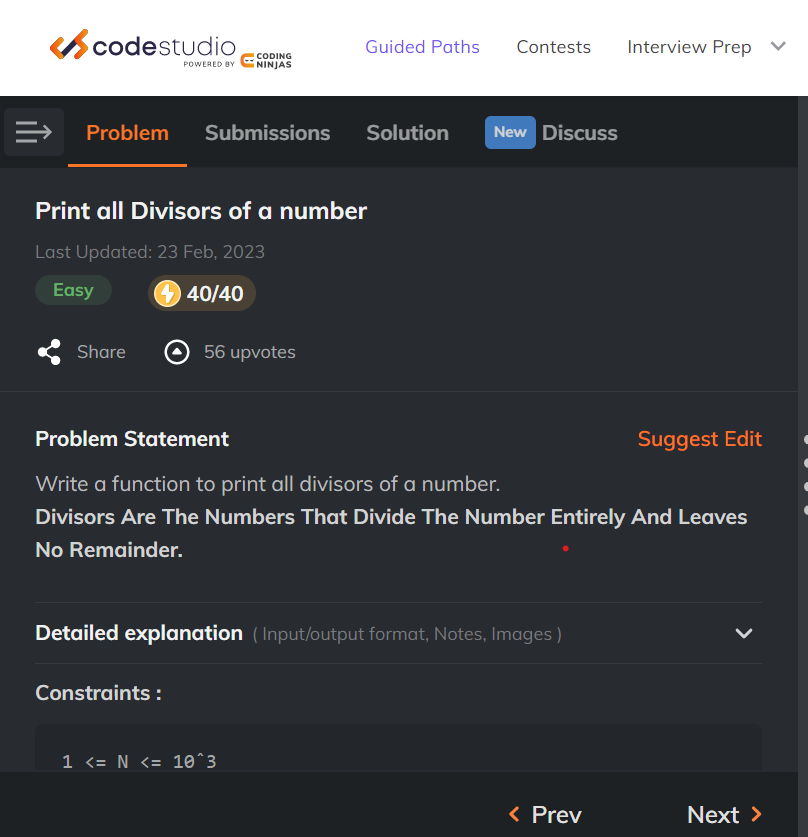 codestudio
POWERED BY CODING NINJAS
Guided Paths Contests Interview Prep
Problem Submissions Solution New Discuss
Print all Divisors of a number
Last Updated: 23 Feb, 2023
Easy 40/40
Share 56 upvotes
Problem Statement Suggest Edit
Write a function to print all divisors of a number.
Divisors Are The Numbers That Divide The Number Entirely And Leaves
No Remainder.
Detailed explanation ( Input/output format, Notes, Images )
Constraints :
1 <= N <= 10^3
Prev Next